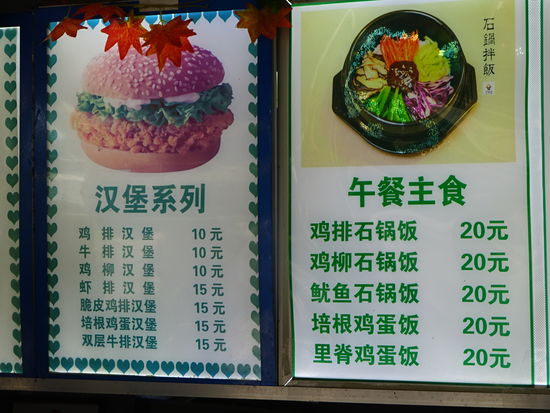 汉堡系列
鸡排汉堡 10元
牛排汉堡 10元
鸡柳汉堡 10元
虾排汉堡 15元
脆皮鸡排汉堡 15元
培根鸡蛋汉堡 15元
双层牛排汉堡 15元
石鍋拌飯
午餐主食
鸡排石锅饭 20元
鸡柳石锅饭 20元
鱿鱼石锅饭 20元
培根鸡蛋饭 20元
里脊鸡蛋饭 20元